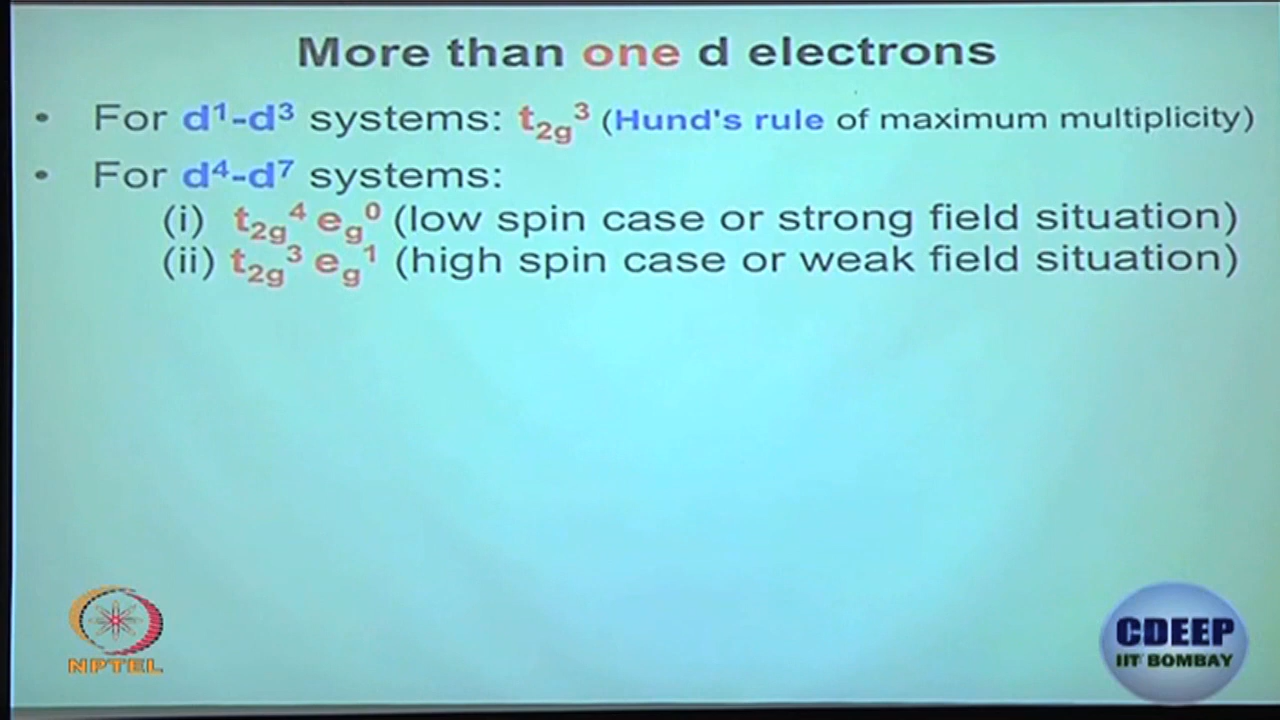 More than one d electrons
• For d¹-d³ systems: t₂g³ (Hund's rule of maximum multiplicity)
• For d⁴-d⁷ systems:
(i) t₂g⁴ eg⁰ (low spin case or strong field situation)
(ii) t₂g³ eg¹ (high spin case or weak field situation)
NPTEL
CDEEP
IIT BOMBAY